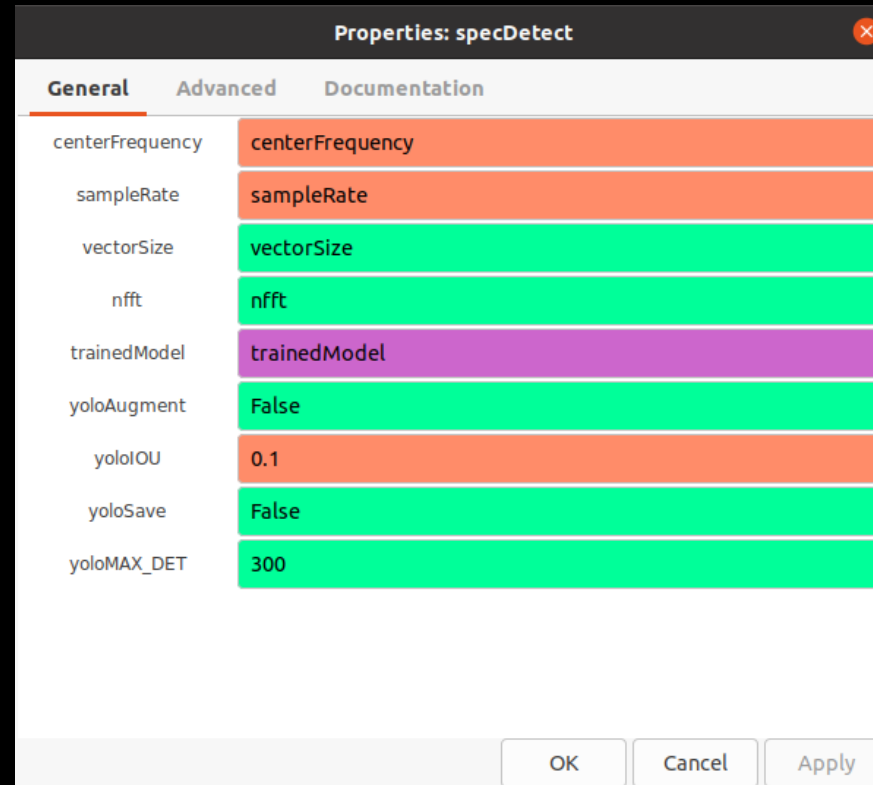 Properties: specDetect
General Advanced Documentation
centerFrequency centerFrequency
sampleRate sampleRate
vectorSize vectorSize
nfft nfft
trainedModel trainedModel
yoloAugment False
yoloIOU 0.1
yoloSave False
yoloMAX_DET 300
OK Cancel Apply